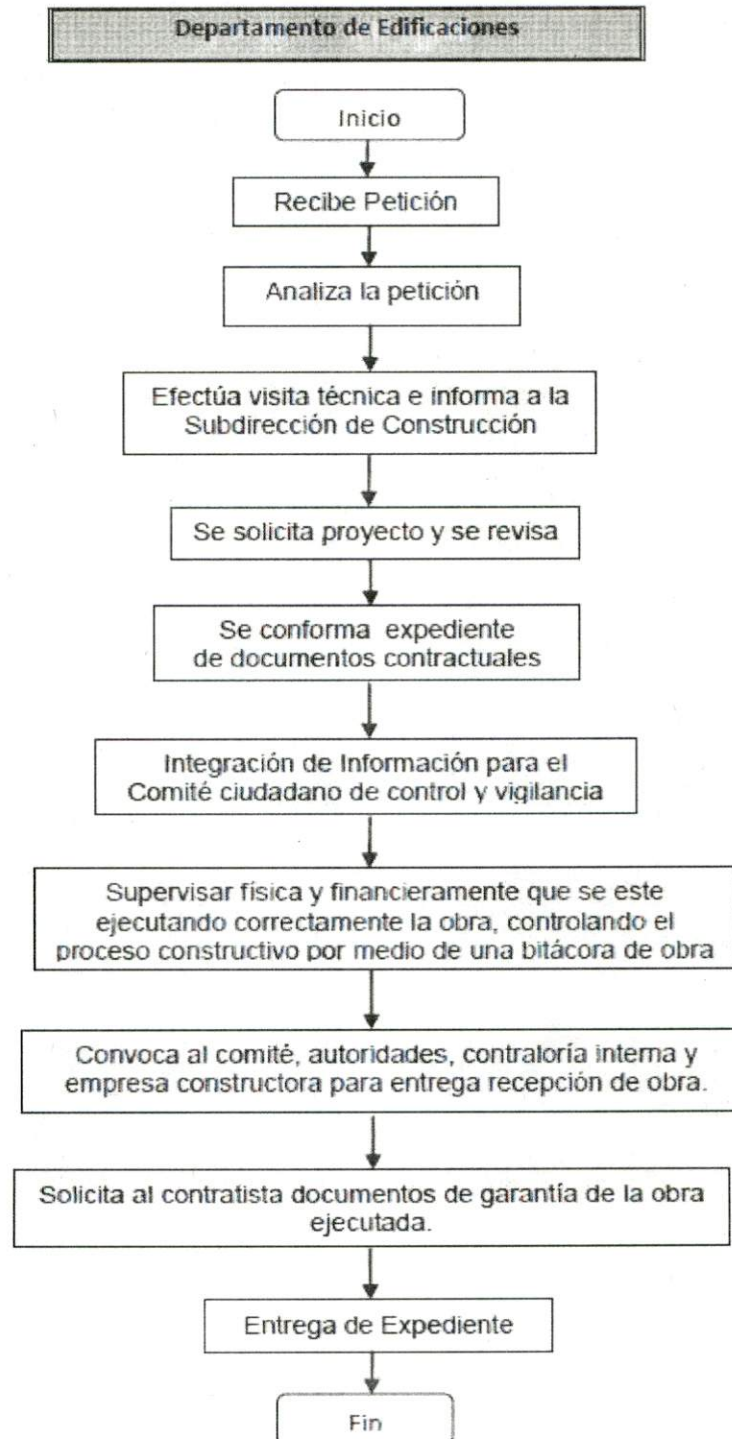 Departamento de Edificaciones
Inicio
Recibe Petición
Analiza la petición
Efectúa visita técnica e informa a la
Subdirección de Construcción
Se solicita proyecto y se revisa
Se conforma expediente
de documentos contractuales
Integración de Información para el
Comité ciudadano de control y vigilancia
Supervisar física y financieramente que se este
ejecutando correctamente la obra, controlando el
proceso constructivo por medio de una bitácora de obra
Convoca al comité, autoridades, contraloría interna y
empresa constructora para entrega recepción de obra.
Solicita al contratista documentos de garantía de la obra
ejecutada.
Entrega de Expediente
Fin